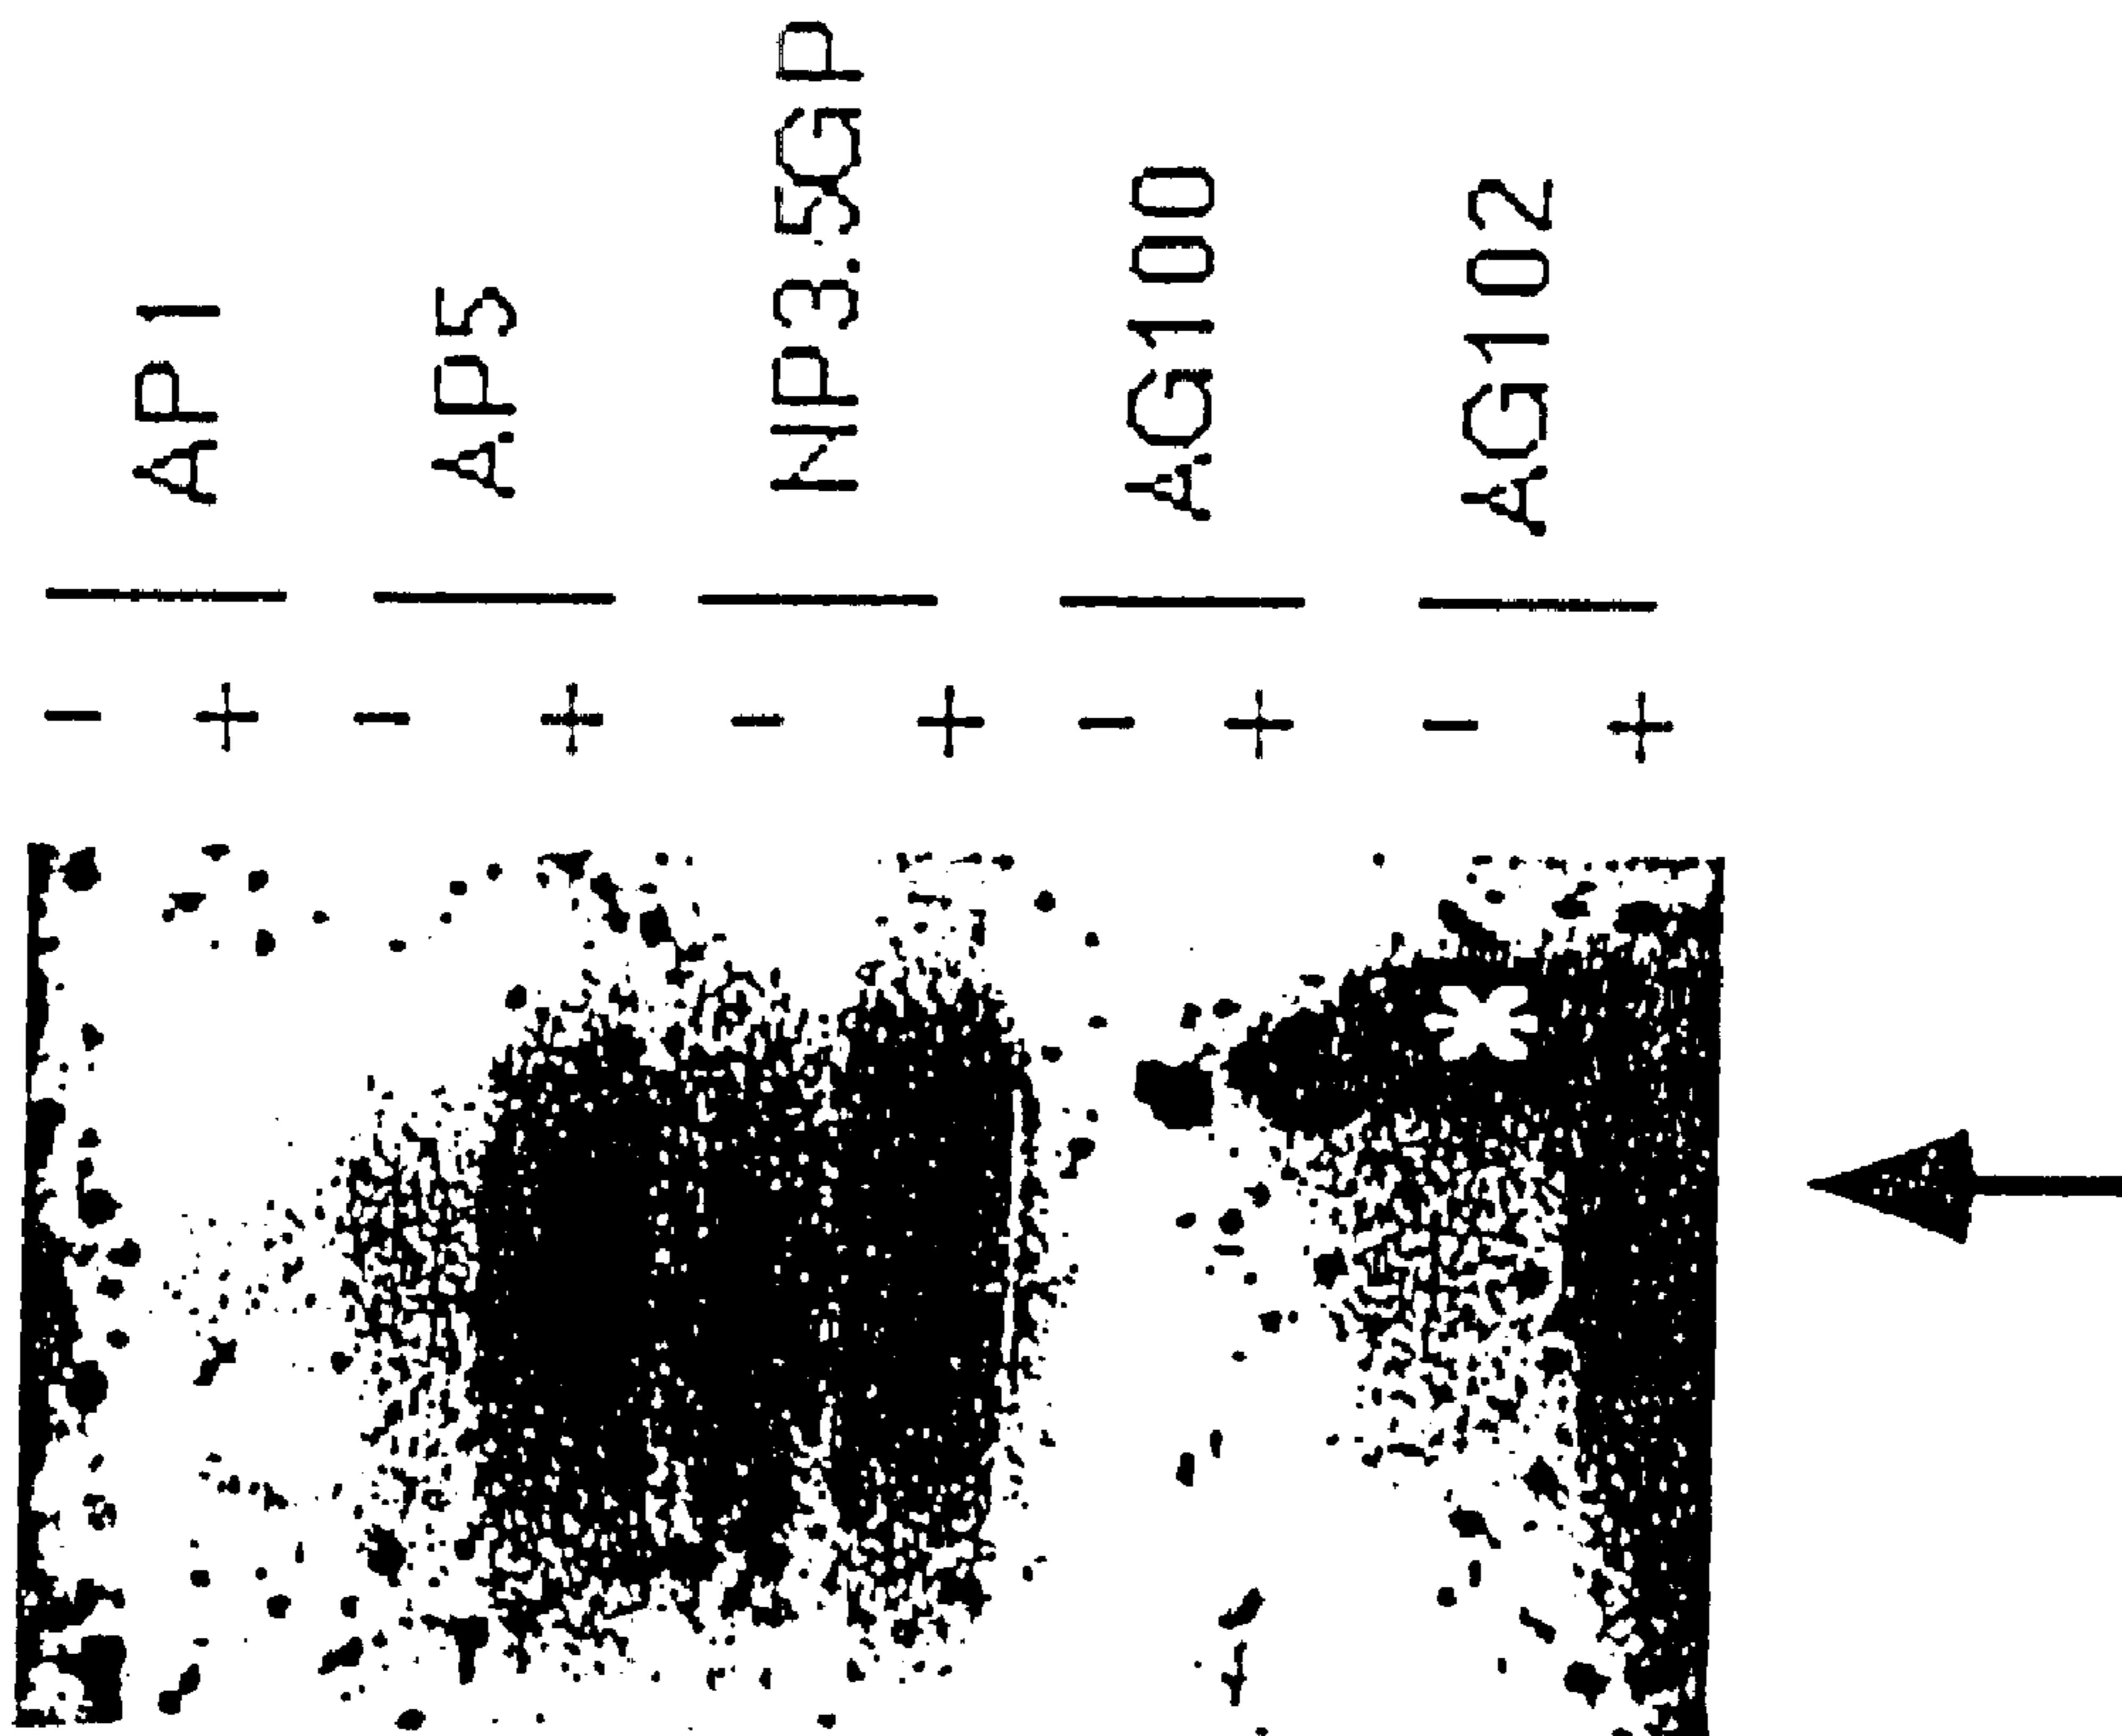 AP1
AP5
NP3.5GP
AG100
AG102
- + - + - + - + - +